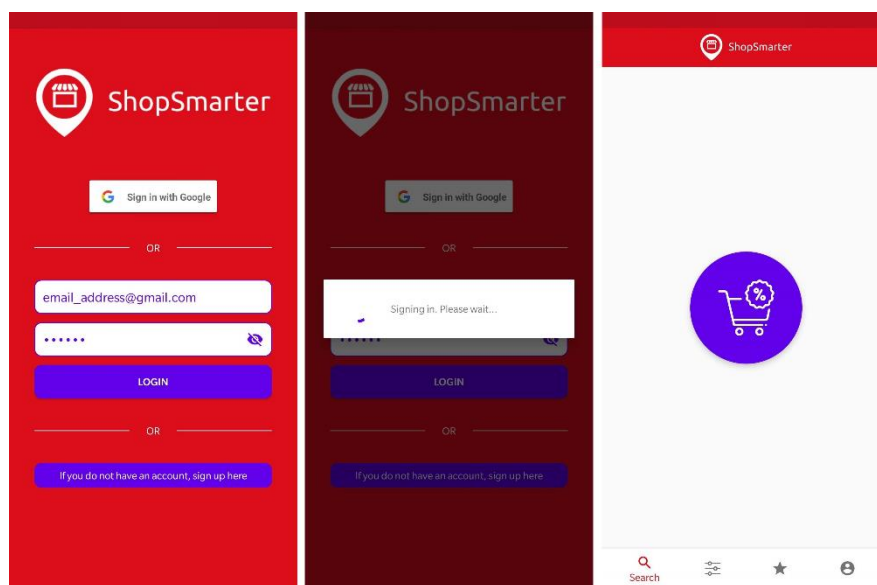 ShopSmarter
Sign in with Google
OR
email_address@gmail.com
••••••
LOGIN
OR
If you do not have an account, sign up here
ShopSmarter
Sign in with Google
OR
Signing in. Please wait...
LOGIN
OR
If you do not have an account, sign up here
ShopSmarter
%
Search